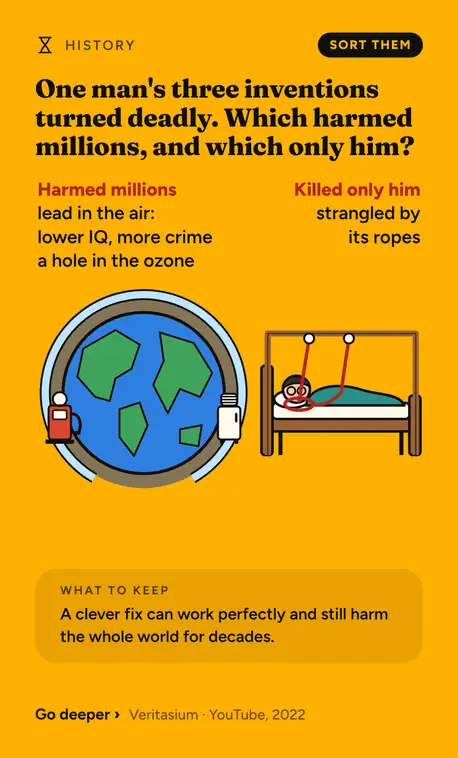 HISTORY
SORT THEM
One man's three inventions
turned deadly. Which harmed
millions, and which only him?
Harmed millions
lead in the air:
lower IQ, more crime
a hole in the ozone
Killed only him
strangled by
its ropes
WHAT TO KEEP
A clever fix can work perfectly and still harm
the whole world for decades.
Go deeper › Veritasium · YouTube, 2022